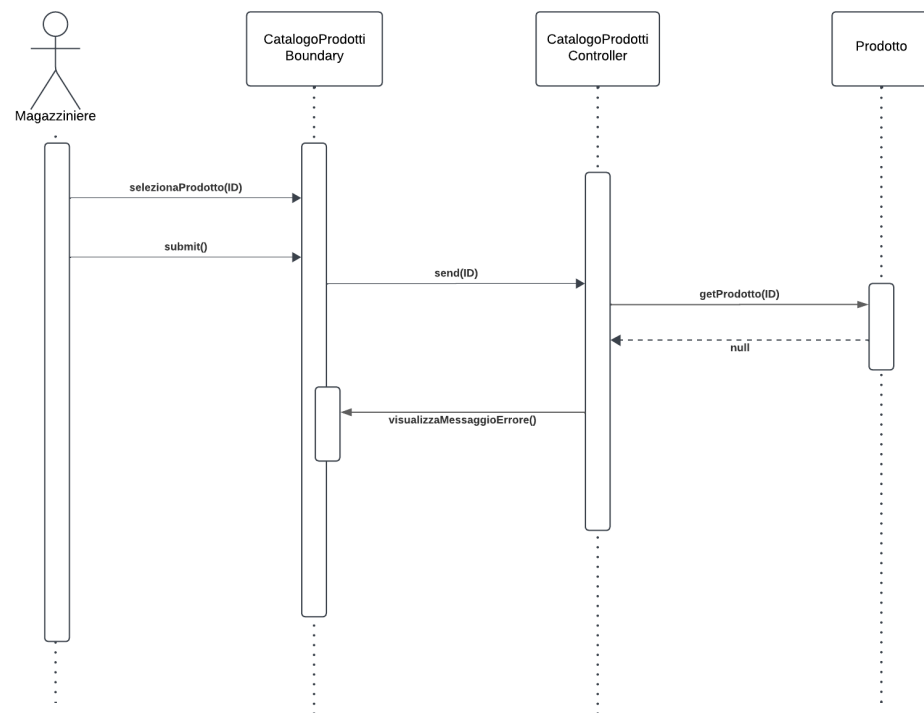 CatalogoProdotti
Boundary
CatalogoProdotti
Controller
Prodotto
Magazziniere
selezionaProdotto(ID)
submit()
send(ID)
getProdotto(ID)
null
visualizzaMessaggioErrore()